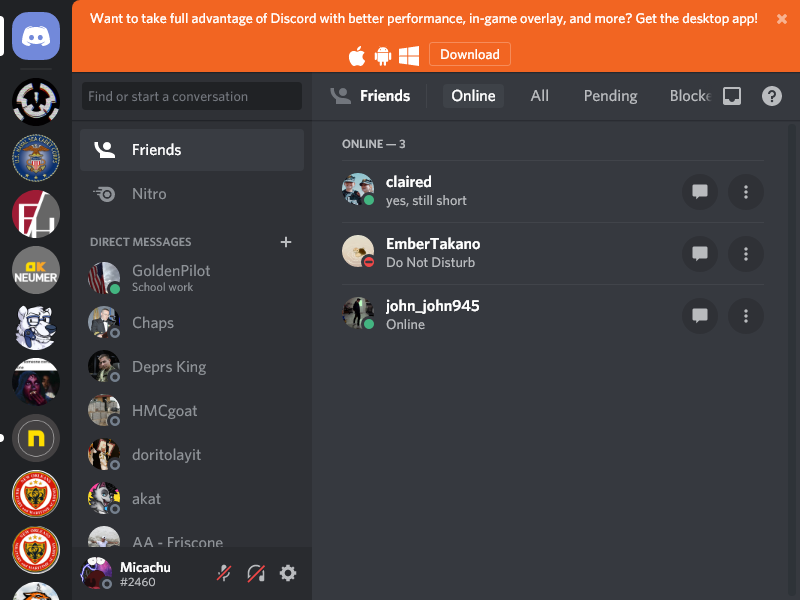 Want to take full advantage of Discord with better performance, in-game overlay, and more? Get the desktop app!
Download
Find or start a conversation
Friends
Online
All
Pending
Blocke
Friends
Nitro
DIRECT MESSAGES
GoldenPilot
School work
Chaps
Deprs King
HMCgoat
doritolayit
akat
AA - Friscone
Micachu
#2460
ONLINE — 3
claired
yes, still short
EmberTakano
Do Not Disturb
john_john945
Online
OK
NEUMER